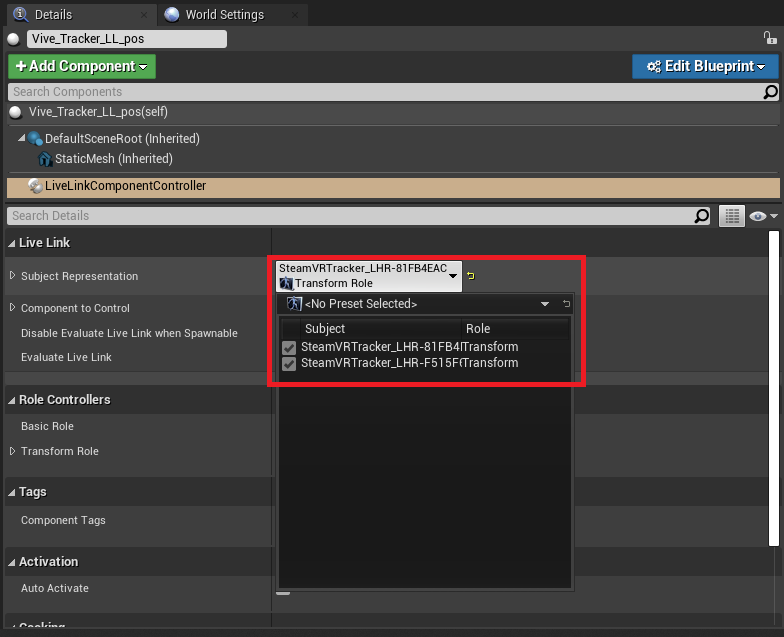 Details
World Settings
Vive_Tracker_LL_pos
Add Component
Edit Blueprint
Search Components
Vive_Tracker_LL_pos(self)
DefaultSceneRoot (Inherited)
StaticMesh (Inherited)
LiveLinkComponentController
Search Details
Live Link
Subject Representation
SteamVRTracker_LHR-81FB4EAC
Transform Role
<No Preset Selected>
Component to Control
Subject Role
Disable Evaluate Live Link when Spawnable
SteamVRTracker_LHR-81FB4 Transform
Evaluate Live Link
SteamVRTracker_LHR-F515F Transform
Role Controllers
Basic Role
Transform Role
Tags
Component Tags
Activation
Auto Activate
Cooking